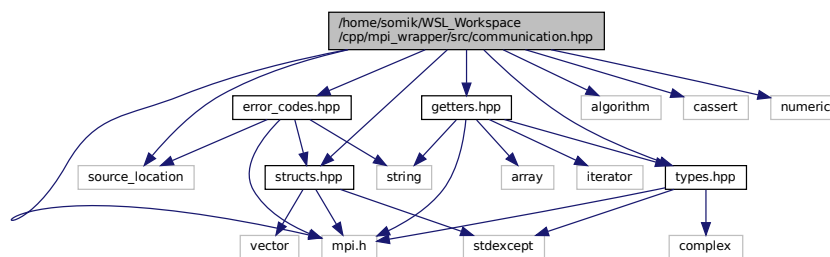 /home/somik/WSL_Workspace
/cpp/mpi_wrapper/src/communication.hpp
error_codes.hpp
getters.hpp
algorithm
cassert
numeric
source_location
structs.hpp
string
array
iterator
types.hpp
vector
mpi.h
stdexcept
complex